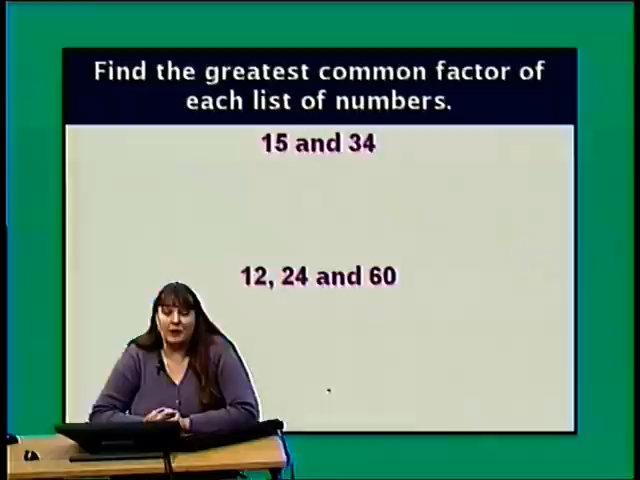 Find the greatest common factor of
each list of numbers.
15 and 34
12, 24 and 60